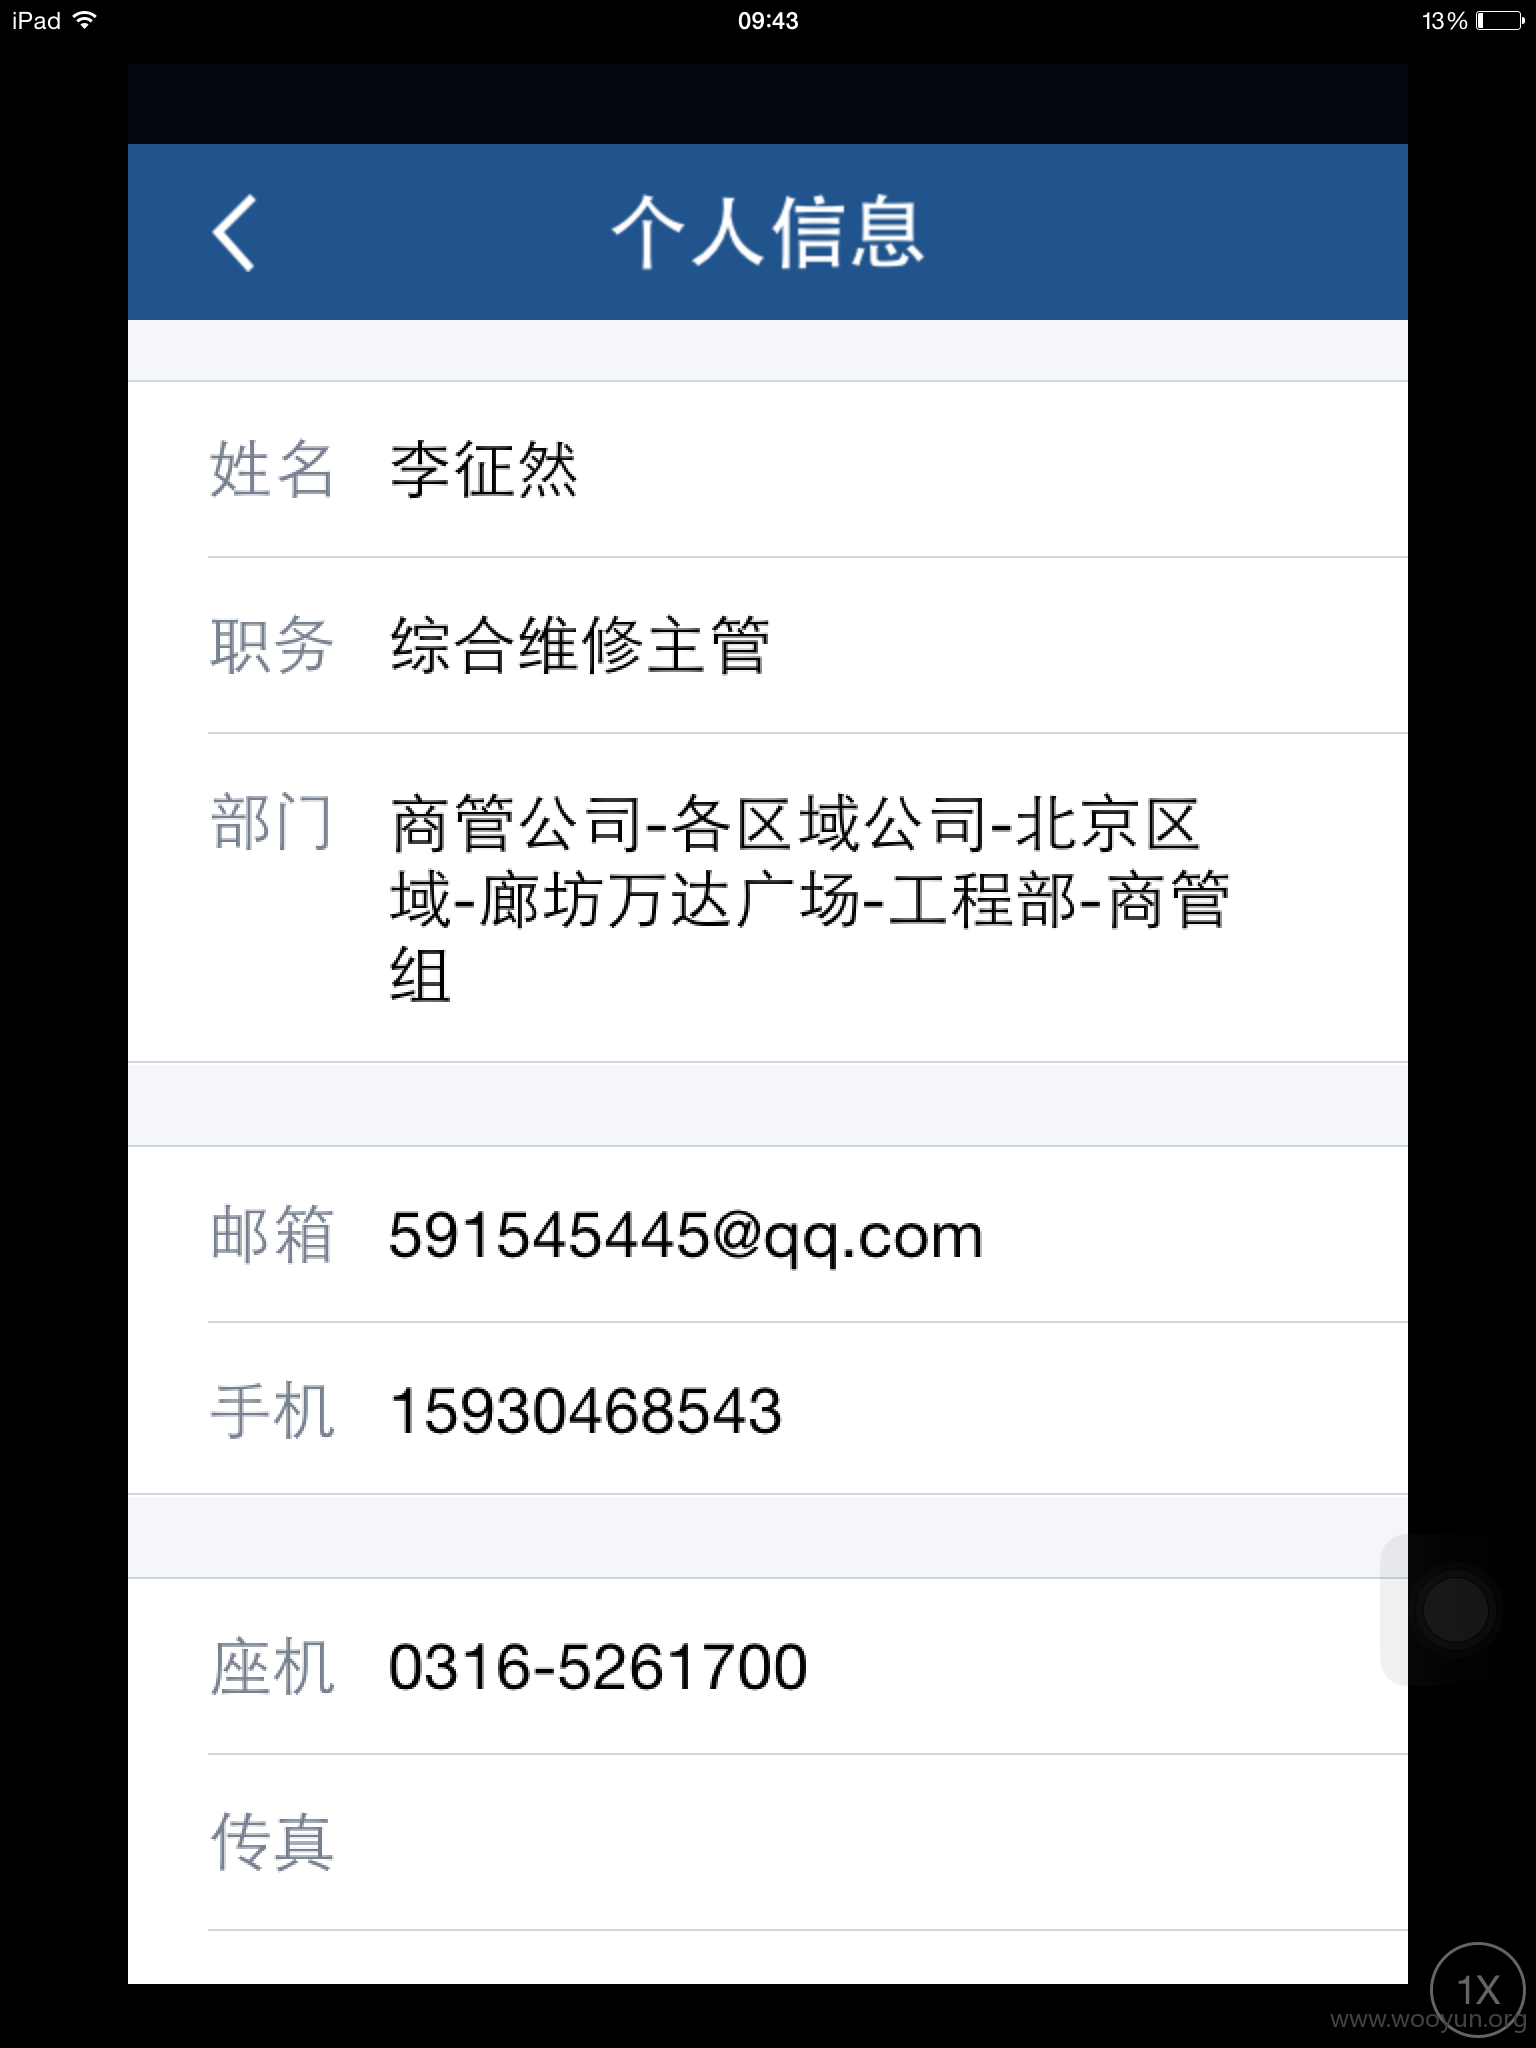 iPad 09:43 13%
个人信息
姓名 李征然
职务 综合维修主管
部门 商管公司-各区域公司-北京区
域-廊坊万达广场-工程部-商管
组
邮箱 591545445@qq.com
手机 15930468543
座机 0316-5261700
传真
1X
www.wooyun.org